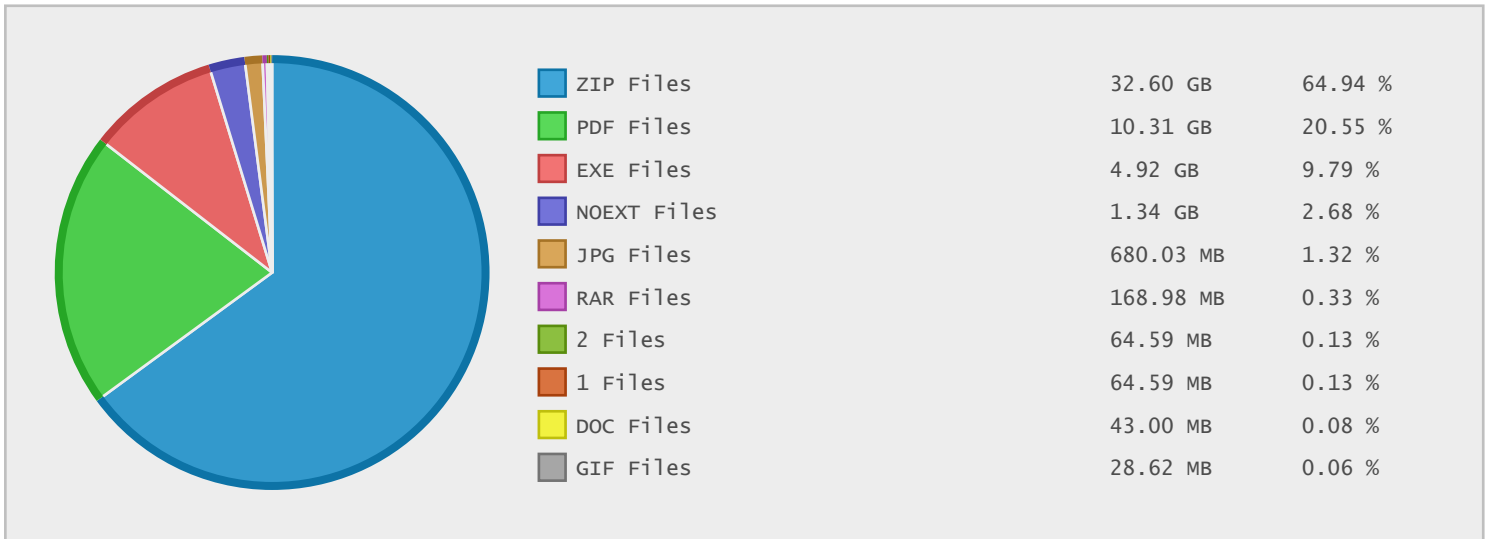 ZIP Files 32.60 GB 64.94 %
PDF Files 10.31 GB 20.55 %
EXE Files 4.92 GB 9.79 %
NOEXT Files 1.34 GB 2.68 %
JPG Files 680.03 MB 1.32 %
RAR Files 168.98 MB 0.33 %
2 Files 64.59 MB 0.13 %
1 Files 64.59 MB 0.13 %
DOC Files 43.00 MB 0.08 %
GIF Files 28.62 MB 0.06 %